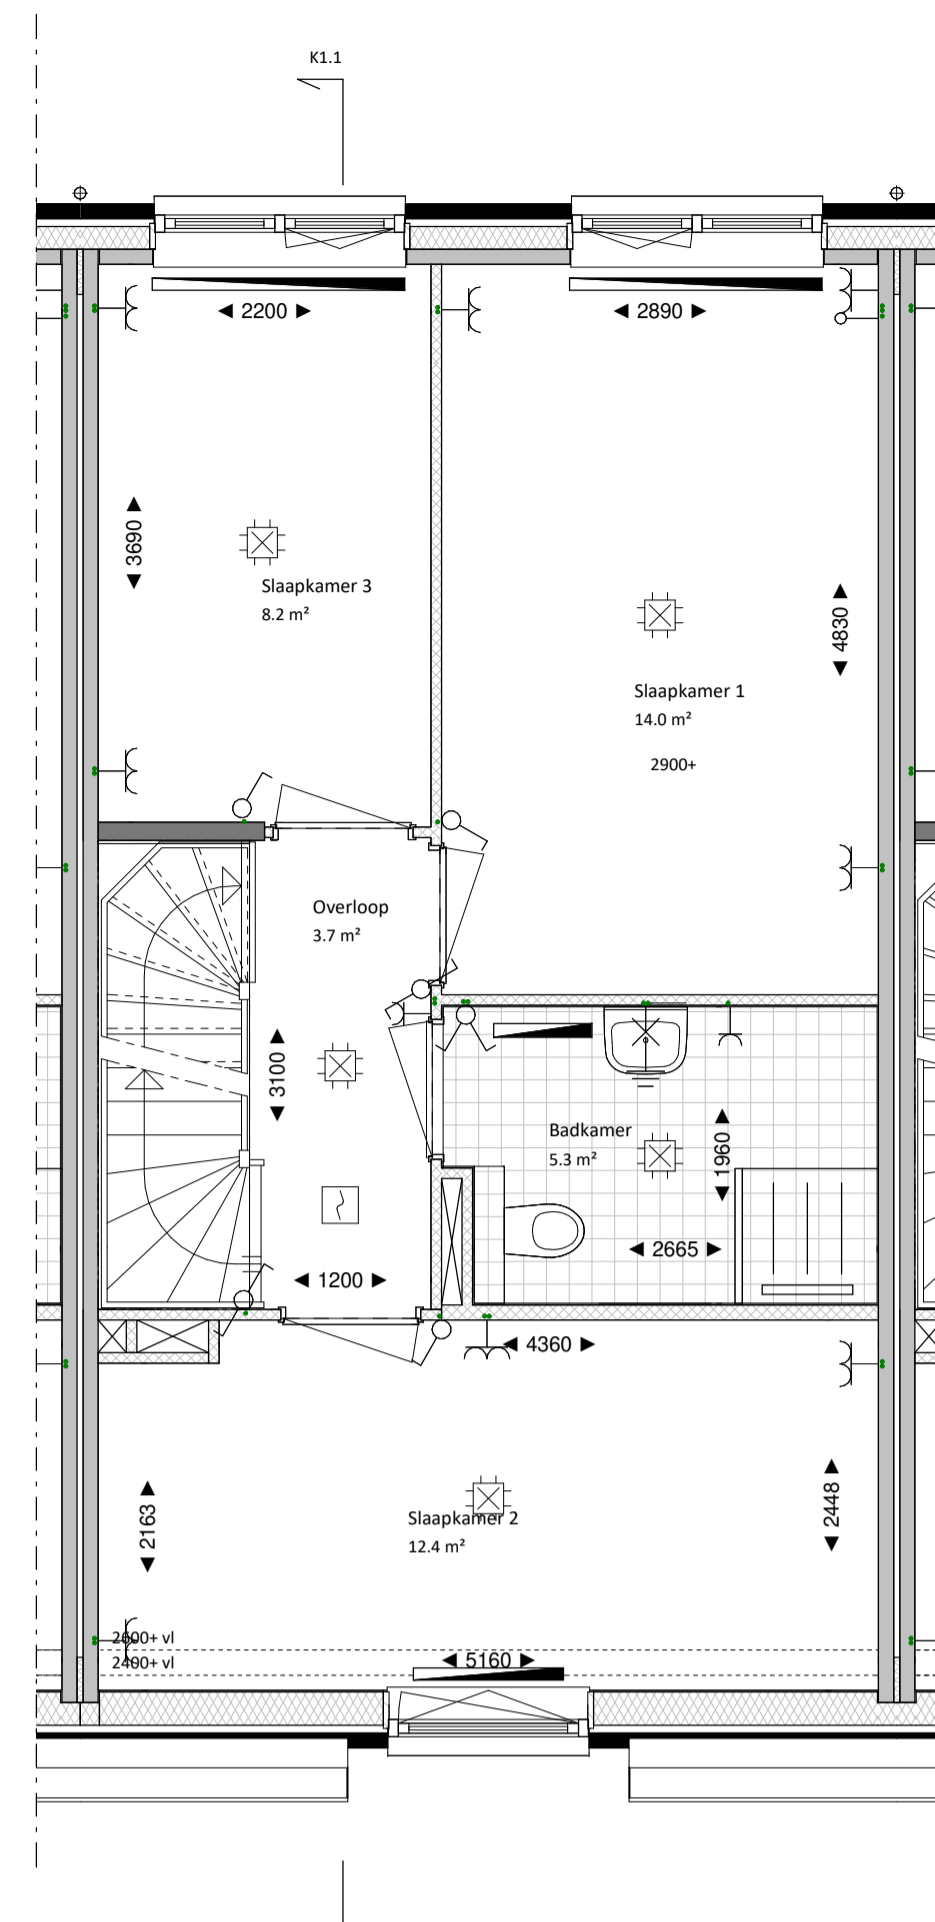 K1.1
2200
2890
3690
Slaapkamer 3
8.2 m²
4830
Slaapkamer 1
14.0 m²
2900+
Overloop
3.7 m²
3100
Badkamer
5.3 m²
1960
2665
1200
4360
2163
2448
Slaapkamer 2
12.4 m²
2600+ vl
2400+ vl
5160